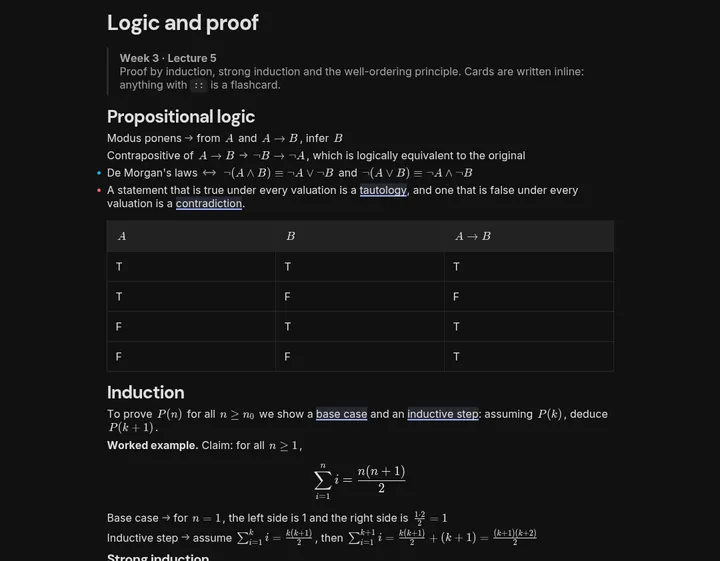 Logic and proof
Week 3 · Lecture 5
Proof by induction, strong induction and the well-ordering principle. Cards are written inline:
anything with :: is a flashcard.
Propositional logic
Modus ponens → from A and A → B, infer B
Contrapositive of A → B → ¬B → ¬A, which is logically equivalent to the original
De Morgan's laws ↔ ¬(A ∧ B) ≡ ¬A ∨ ¬B and ¬(A ∨ B) ≡ ¬A ∧ ¬B
A statement that is true under every valuation is a tautology, and one that is false under every
valuation is a contradiction.
A B A → B
T T T
T F F
F T T
F F T
Induction
To prove P(n) for all n ≥ n₀ we show a base case and an inductive step: assuming P(k), deduce
P(k + 1).
Worked example. Claim: for all n ≥ 1,
∑_{i=1}^{n} i = n(n + 1)/2
Base case → for n = 1, the left side is 1 and the right side is 1·2/2 = 1
Inductive step → assume ∑_{i=1}^{k} i = k(k+1)/2, then ∑_{i=1}^{k+1} i = k(k+1)/2 + (k + 1) = (k+1)(k+2)/2
Strong induction